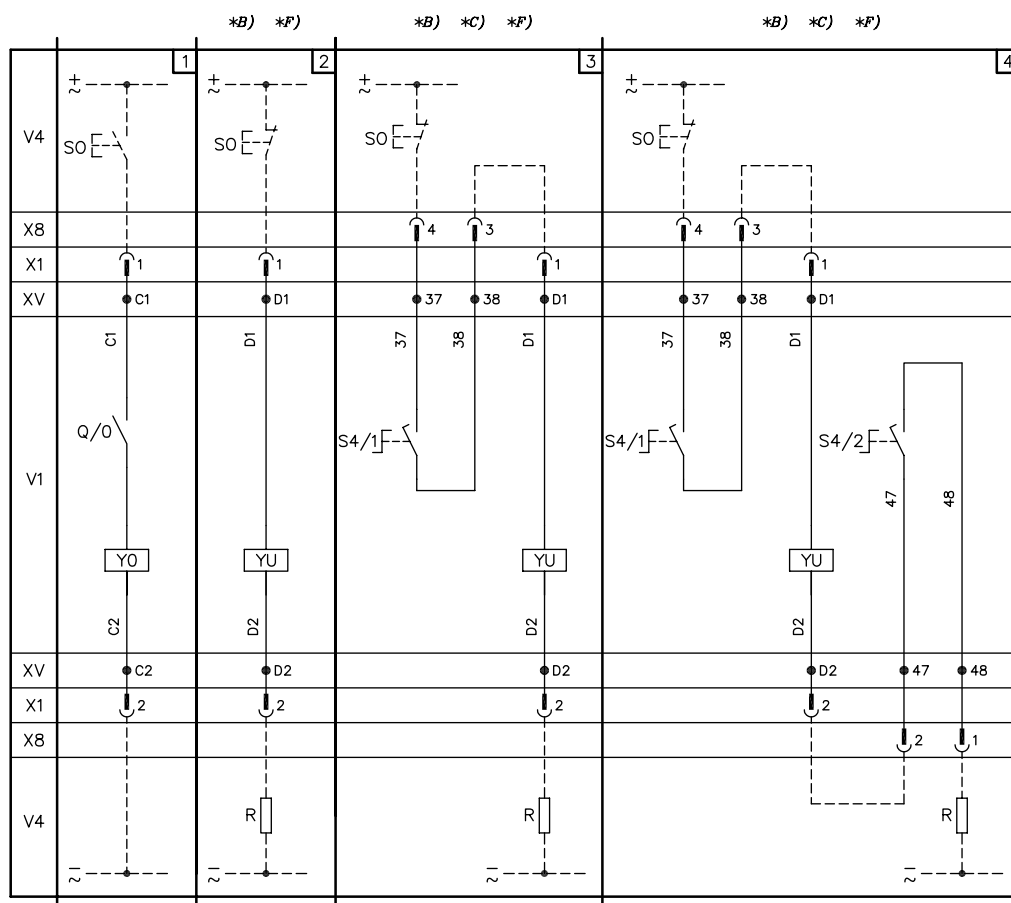 *B) *F) *B) *C) *F) *B) *C) *F)
1 2 3 4
+ ~ + ~ + ~ + ~
V4 SO SO SO SO
X8 4 3 4 3
X1 1 1 1 1
XV C1 D1 37 38 D1 37 38 D1
C1 D1 37 38 D1 37 38 D1
Q/0 S4/1 S4/1 S4/2
V1 47 48
YO YU YU YU
C2 D2 D2 D2
XV C2 D2 D2 D2 47 48
X1 2 2 2 2
X8 2 1
V4 R R R
− ~ − ~ − ~ − ~